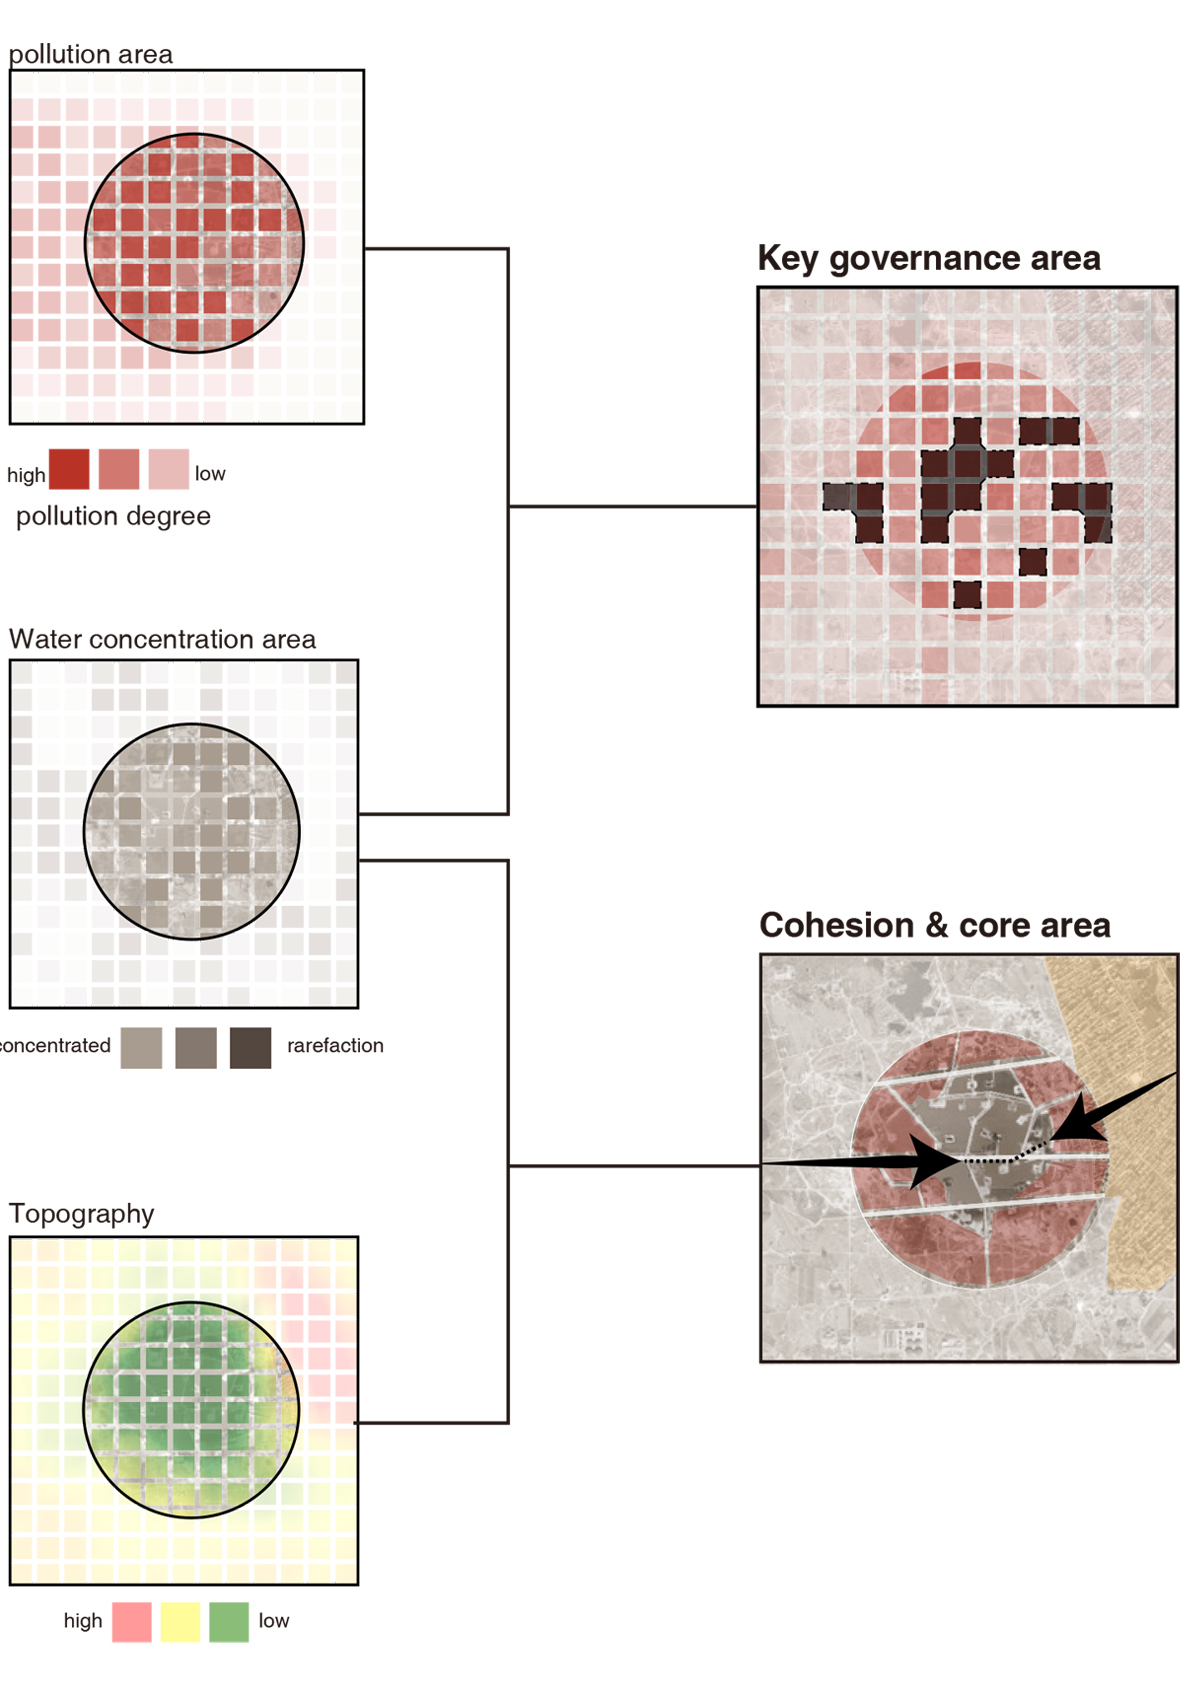 pollution area
high
low
pollution degree
Key governance area
Water concentration area
concentrated
rarefaction
Cohesion & core area
Topography
high
low